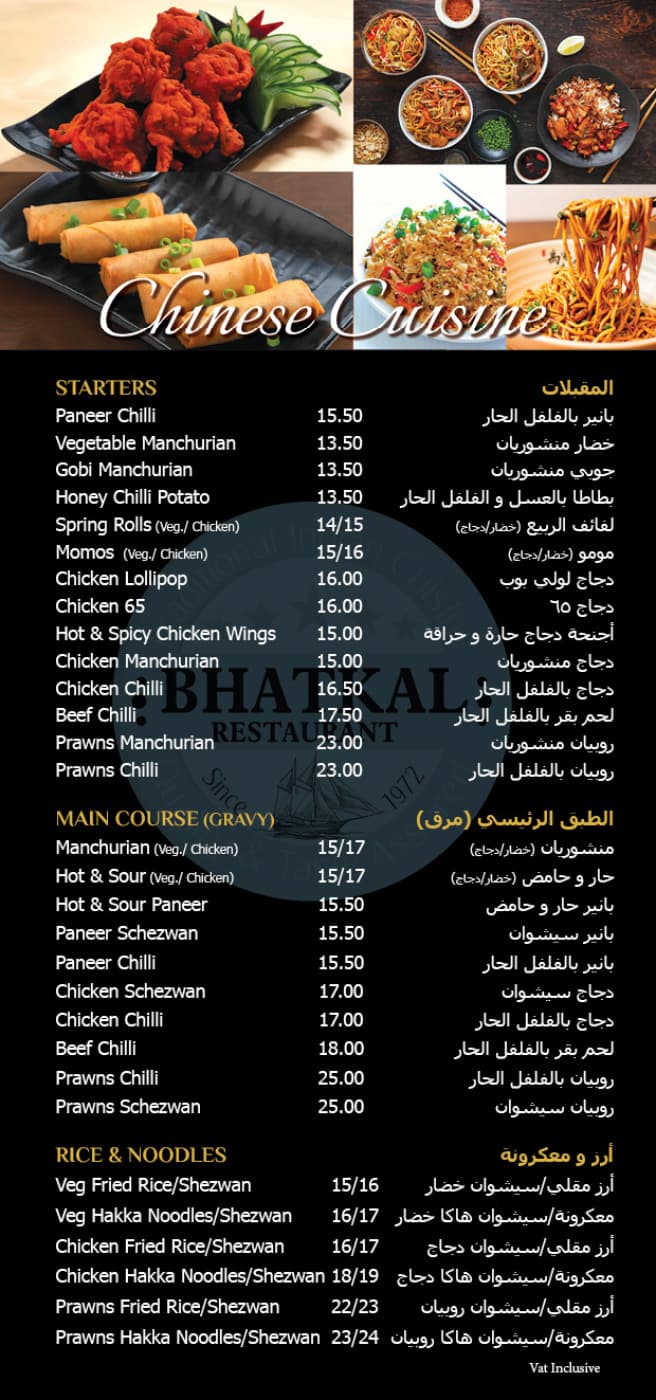 Chinese Cuisine
STARTERS المقبلات
Paneer Chilli 15.50 بانير بالفلفل الحار
Vegetable Manchurian 13.50 خضار منشوريان
Gobi Manchurian 13.50 جوبي منشوريان
Honey Chilli Potato 13.50 بطاطا بالعسل و الفلفل الحار
Spring Rolls (Veg./ Chicken) 14/15 لفائف الربيع (خضار/دجاج)
Momos (Veg./ Chicken) 15/16 مومو (خضار/دجاج)
Chicken Lollipop 16.00 دجاج لولي بوب
Chicken 65 16.00 دجاج ٦٥
Hot & Spicy Chicken Wings 15.00 أجنحة دجاج حارة و حراقة
Chicken Manchurian 15.00 دجاج منشوريان
Chicken Chilli 16.50 دجاج بالفلفل الحار
Beef Chilli 17.50 لحم بقر بالفلفل الحار
Prawns Manchurian 23.00 روبيان منشوريان
Prawns Chilli 23.00 روبيان بالفلفل الحار
BHATKAL
RESTAURANT
Since 1972
MAIN COURSE (GRAVY) الطبق الرئيسي (مرق)
Manchurian (Veg./ Chicken) 15/17 منشوريان (خضار/دجاج)
Hot & Sour (Veg./ Chicken) 15/17 حار و حامض (خضار/دجاج)
Hot & Sour Paneer 15.50 بانير حار و حامض
Paneer Schezwan 15.50 بانير سيشوان
Paneer Chilli 15.50 بانير بالفلفل الحار
Chicken Schezwan 17.00 دجاج سيشوان
Chicken Chilli 17.00 دجاج بالفلفل الحار
Beef Chilli 18.00 لحم بقر بالفلفل الحار
Prawns Chilli 25.00 روبيان بالفلفل الحار
Prawns Schezwan 25.00 روبيان سيشوان
RICE & NOODLES أرز و معكرونة
Veg Fried Rice/Shezwan 15/16 أرز مقلي/سيشوان خضار
Veg Hakka Noodles/Shezwan 16/17 معكرونة/سيشوان هاكا خضار
Chicken Fried Rice/Shezwan 16/17 أرز مقلي/سيشوان دجاج
Chicken Hakka Noodles/Shezwan 18/19 معكرونة/سيشوان هاكا دجاج
Prawns Fried Rice/Shezwan 22/23 أرز مقلي/سيشوان روبيان
Prawns Hakka Noodles/Shezwan 23/24 معكرونة/سيشوان هاكا روبيان
Vat Inclusive